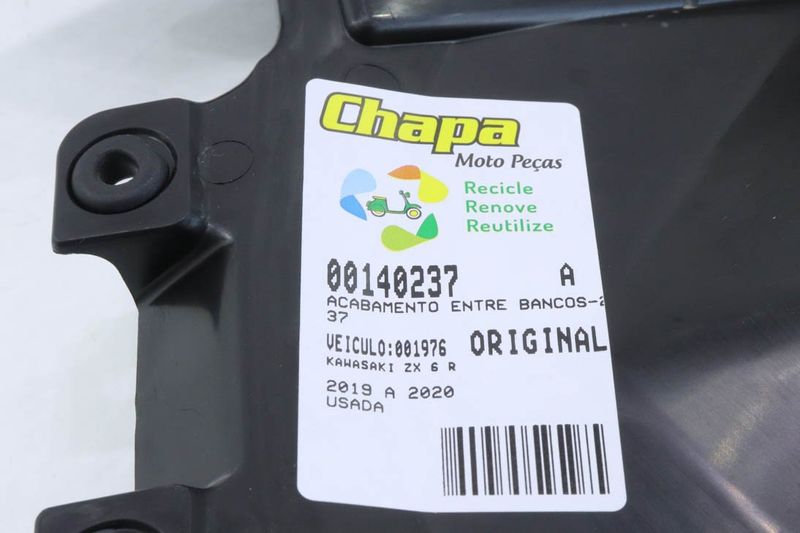 Chapa
Moto Peças
Recicle
Renove
Reutilize
00140237 A
ACABAMENTO ENTRE BANCOS-2
37
VEICULO:001976 ORIGINAL
KAWASAKI ZX 6 R
2019 A 2020
USADA